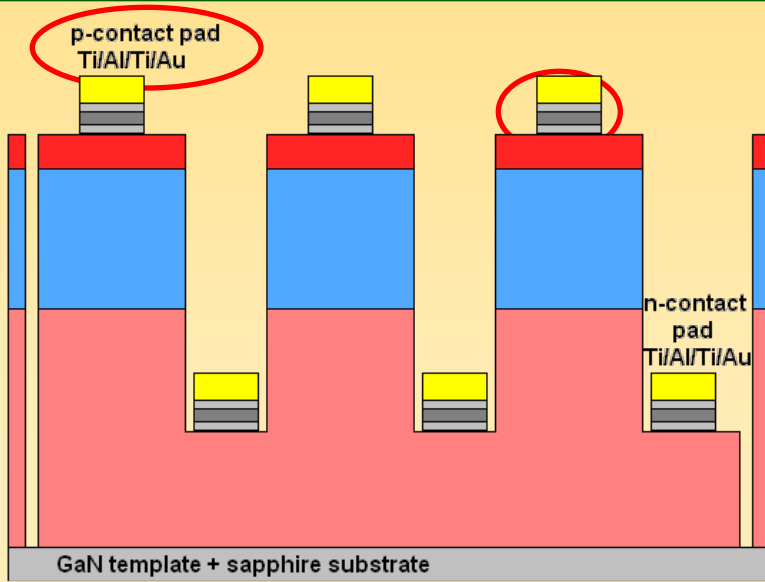 p-contact pad
Ti/Al/Ti/Au
n-contact
pad
Ti/Al/Ti/Au
GaN template + sapphire substrate